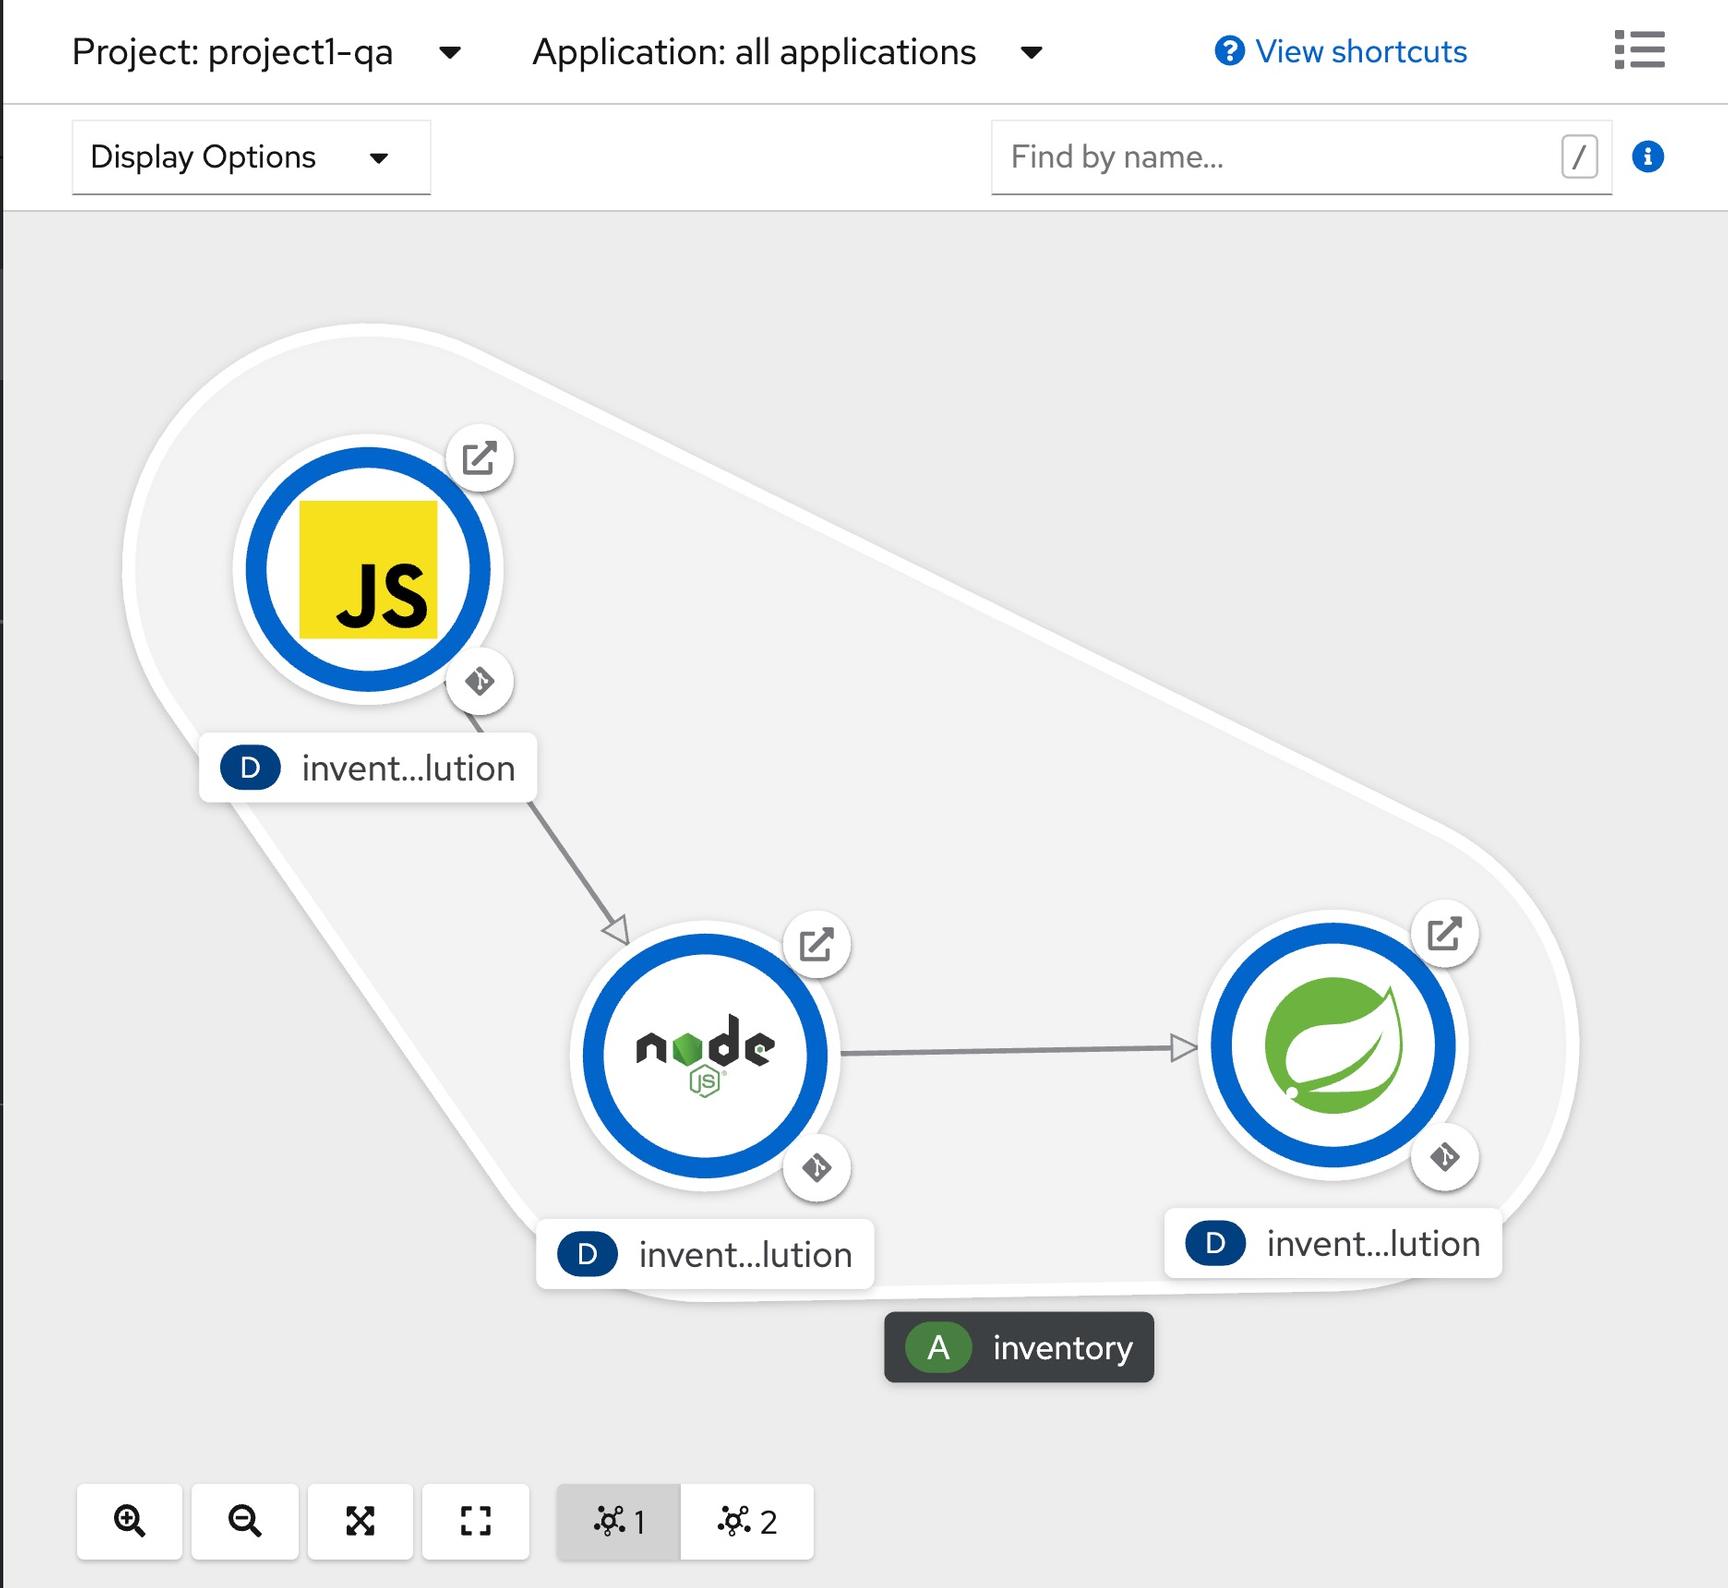 Project: project1-qa
Application: all applications
View shortcuts
Display Options
Find by name...
/
JS
D invent...lution
node
JS
D invent...lution
D invent...lution
A inventory
1
2